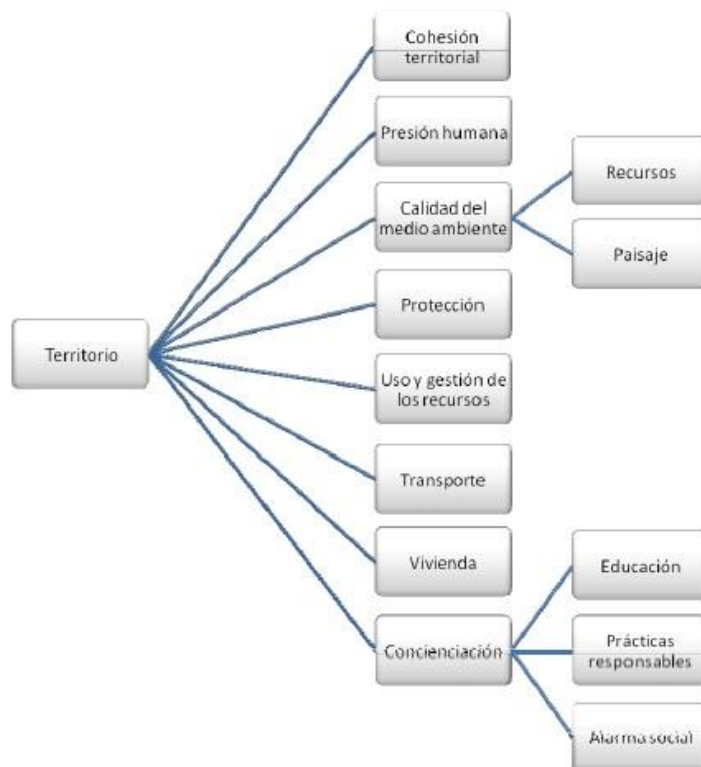 Cohesión
territorial
Presión humana
Calidad del
medio ambiente
Recursos
Paisaje
Protección
Territorio
Uso y gestión de
los recursos
Transporte
Vivienda
Concienciación
Educación
Prácticas
responsables
Alarma social